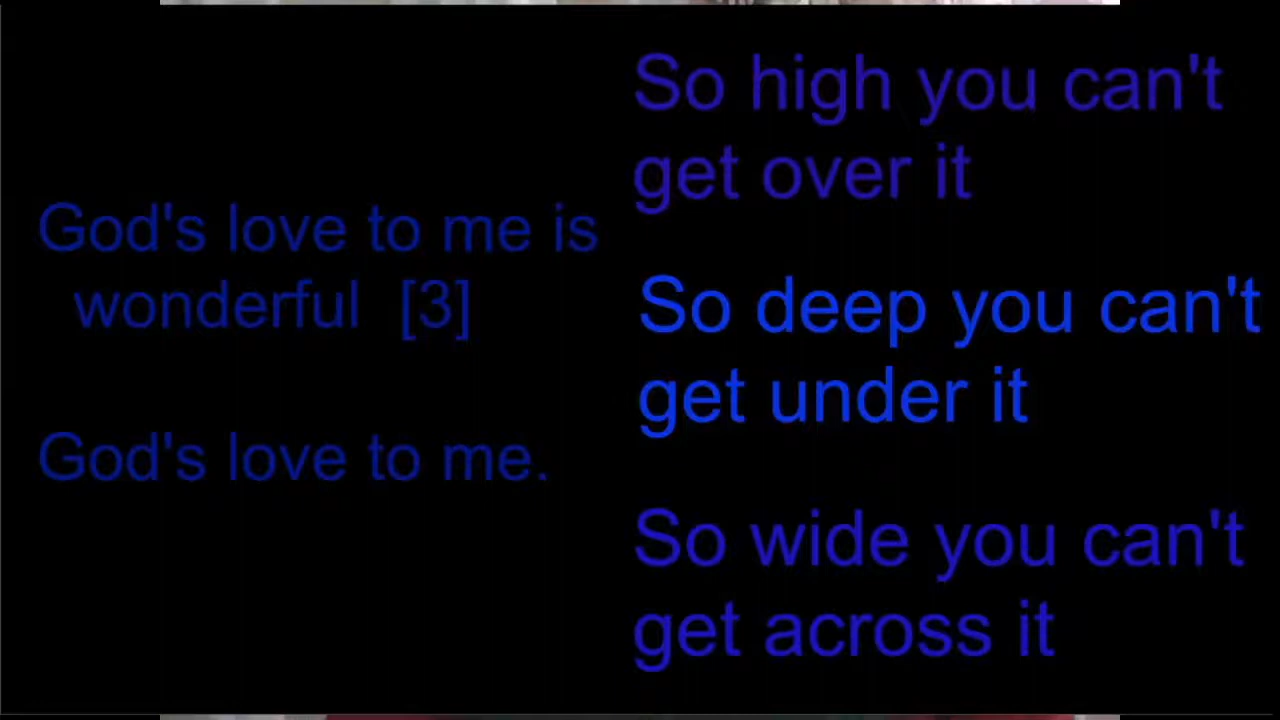 God's love to me is
wonderful [3]
God's love to me.
So high you can't
get over it
So deep you can't
get under it
So wide you can't
get across it